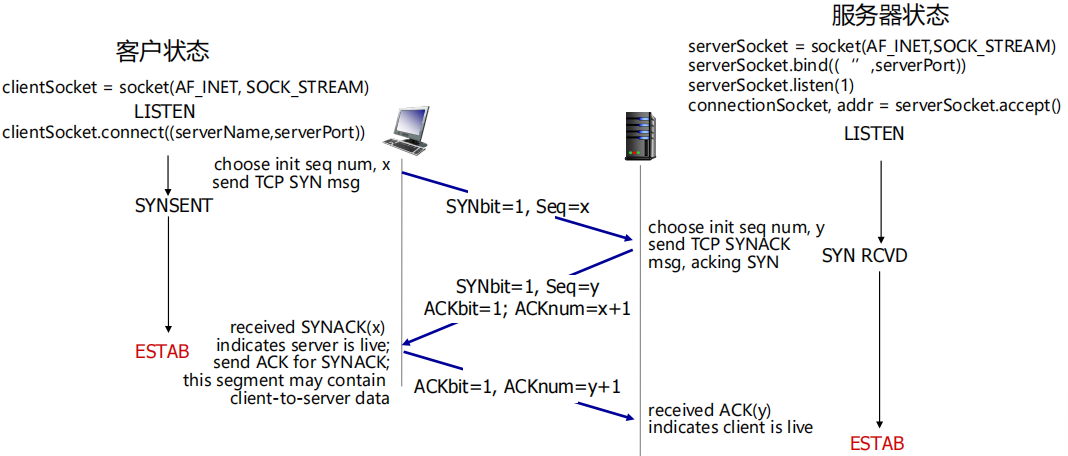 客户状态
clientSocket = socket(AF_INET, SOCK_STREAM)
LISTEN
clientSocket.connect((serverName,serverPort))
SYNSENT
ESTAB
choose init seq num, x
send TCP SYN msg
SYNbit=1, Seq=x
choose init seq num, y
send TCP SYNACK
msg, acking SYN
SYNbit=1, Seq=y
ACKbit=1; ACKnum=x+1
received SYNACK(x)
indicates server is live;
send ACK for SYNACK;
this segment may contain
client-to-server data
ACKbit=1, ACKnum=y+1
received ACK(y)
indicates client is live
服务器状态
serverSocket = socket(AF_INET,SOCK_STREAM)
serverSocket.bind(( ” ,serverPort))
serverSocket.listen(1)
connectionSocket, addr = serverSocket.accept()
LISTEN
SYN RCVD
ESTAB